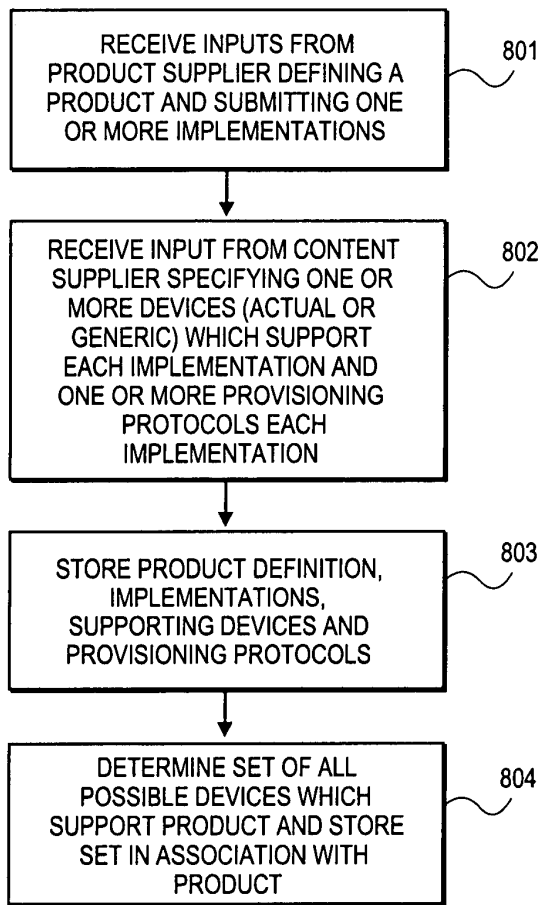 RECEIVE INPUTS FROM
PRODUCT SUPPLIER DEFINING A
PRODUCT AND SUBMITTING ONE
OR MORE IMPLEMENTATIONS
801
RECEIVE INPUT FROM CONTENT
SUPPLIER SPECIFYING ONE OR
MORE DEVICES (ACTUAL OR
GENERIC) WHICH SUPPORT
EACH IMPLEMENTATION AND
ONE OR MORE PROVISIONING
PROTOCOLS EACH
IMPLEMENTATION
802
STORE PRODUCT DEFINITION,
IMPLEMENTATIONS,
SUPPORTING DEVICES AND
PROVISIONING PROTOCOLS
803
DETERMINE SET OF ALL
POSSIBLE DEVICES WHICH
SUPPORT PRODUCT AND STORE
SET IN ASSOCIATION WITH
PRODUCT
804